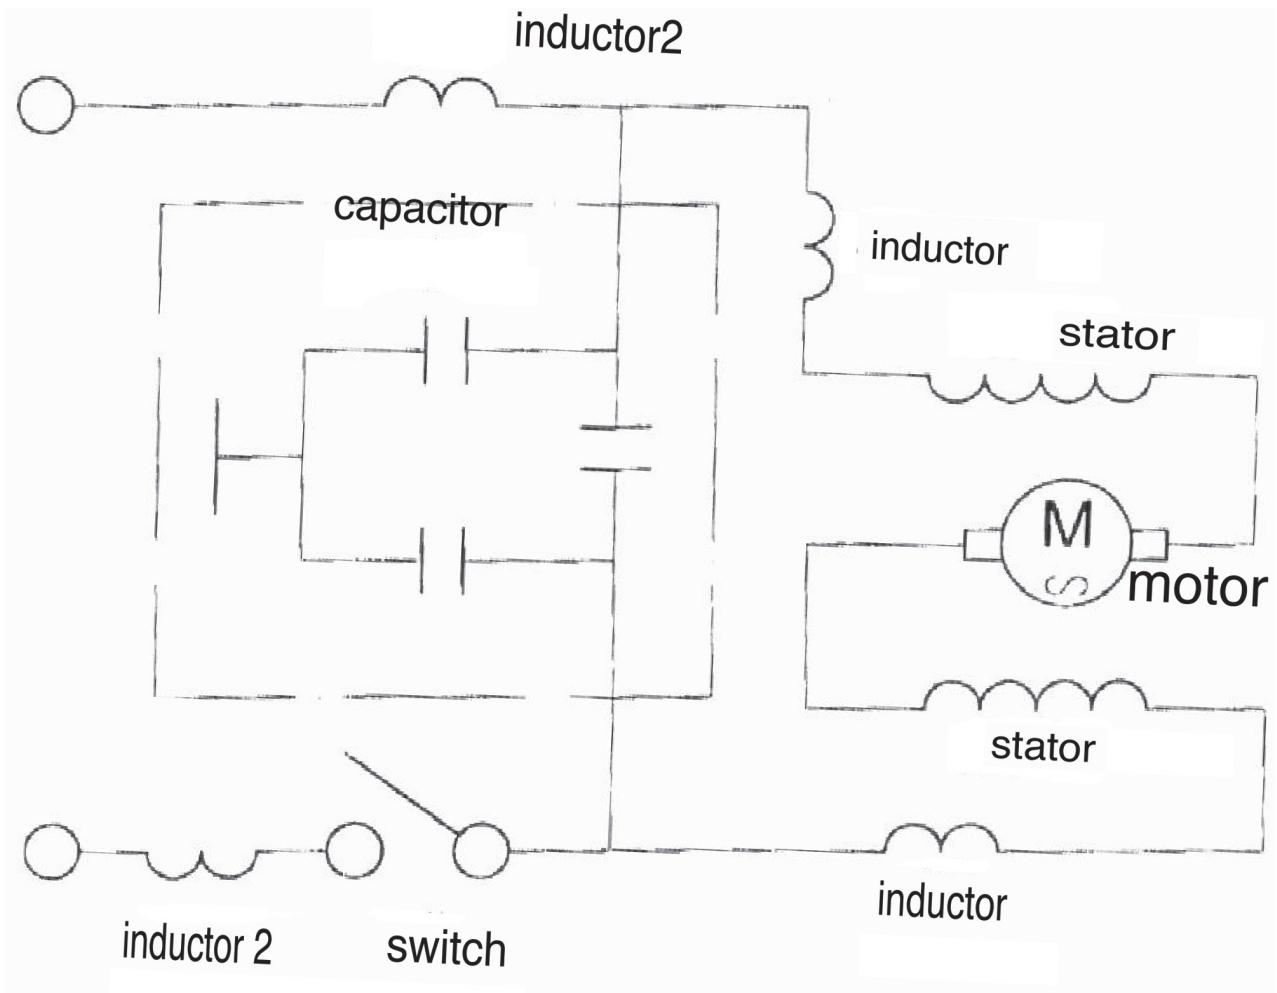 inductor2
capacitor
inductor
stator
M
S
motor
stator
inductor
inductor 2
switch